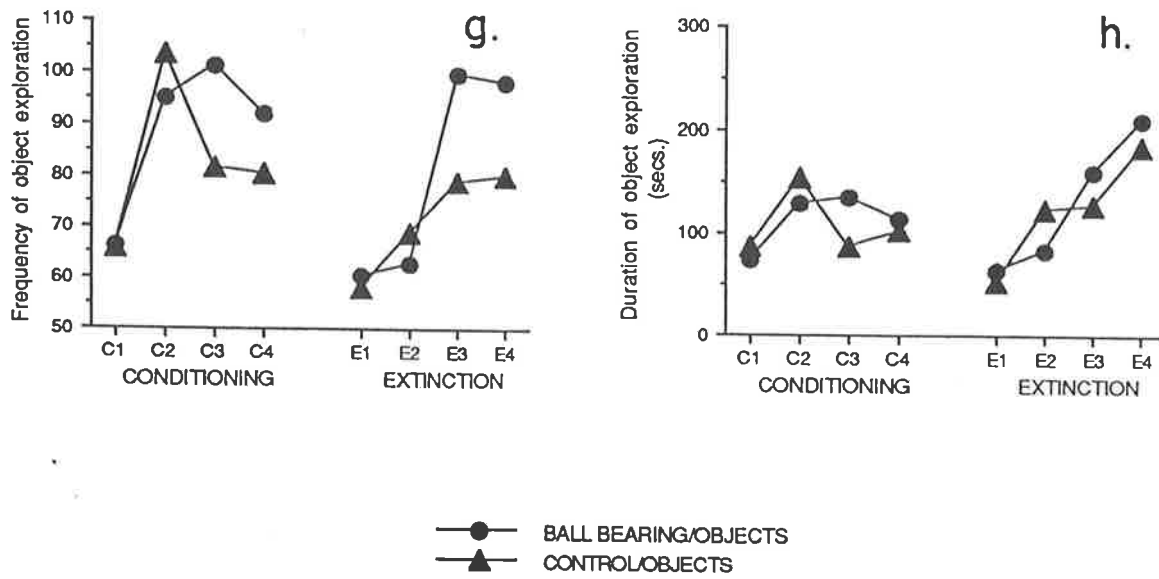 g.
Frequency of object exploration
110
100
90
80
70
60
50
C1 C2 C3 C4
CONDITIONING
E1 E2 E3 E4
EXTINCTION
h.
Duration of object exploration
(secs.)
300
200
100
0
C1 C2 C3 C4
CONDITIONING
E1 E2 E3 E4
EXTINCTION
BALL BEARING/OBJECTS
CONTROL/OBJECTS